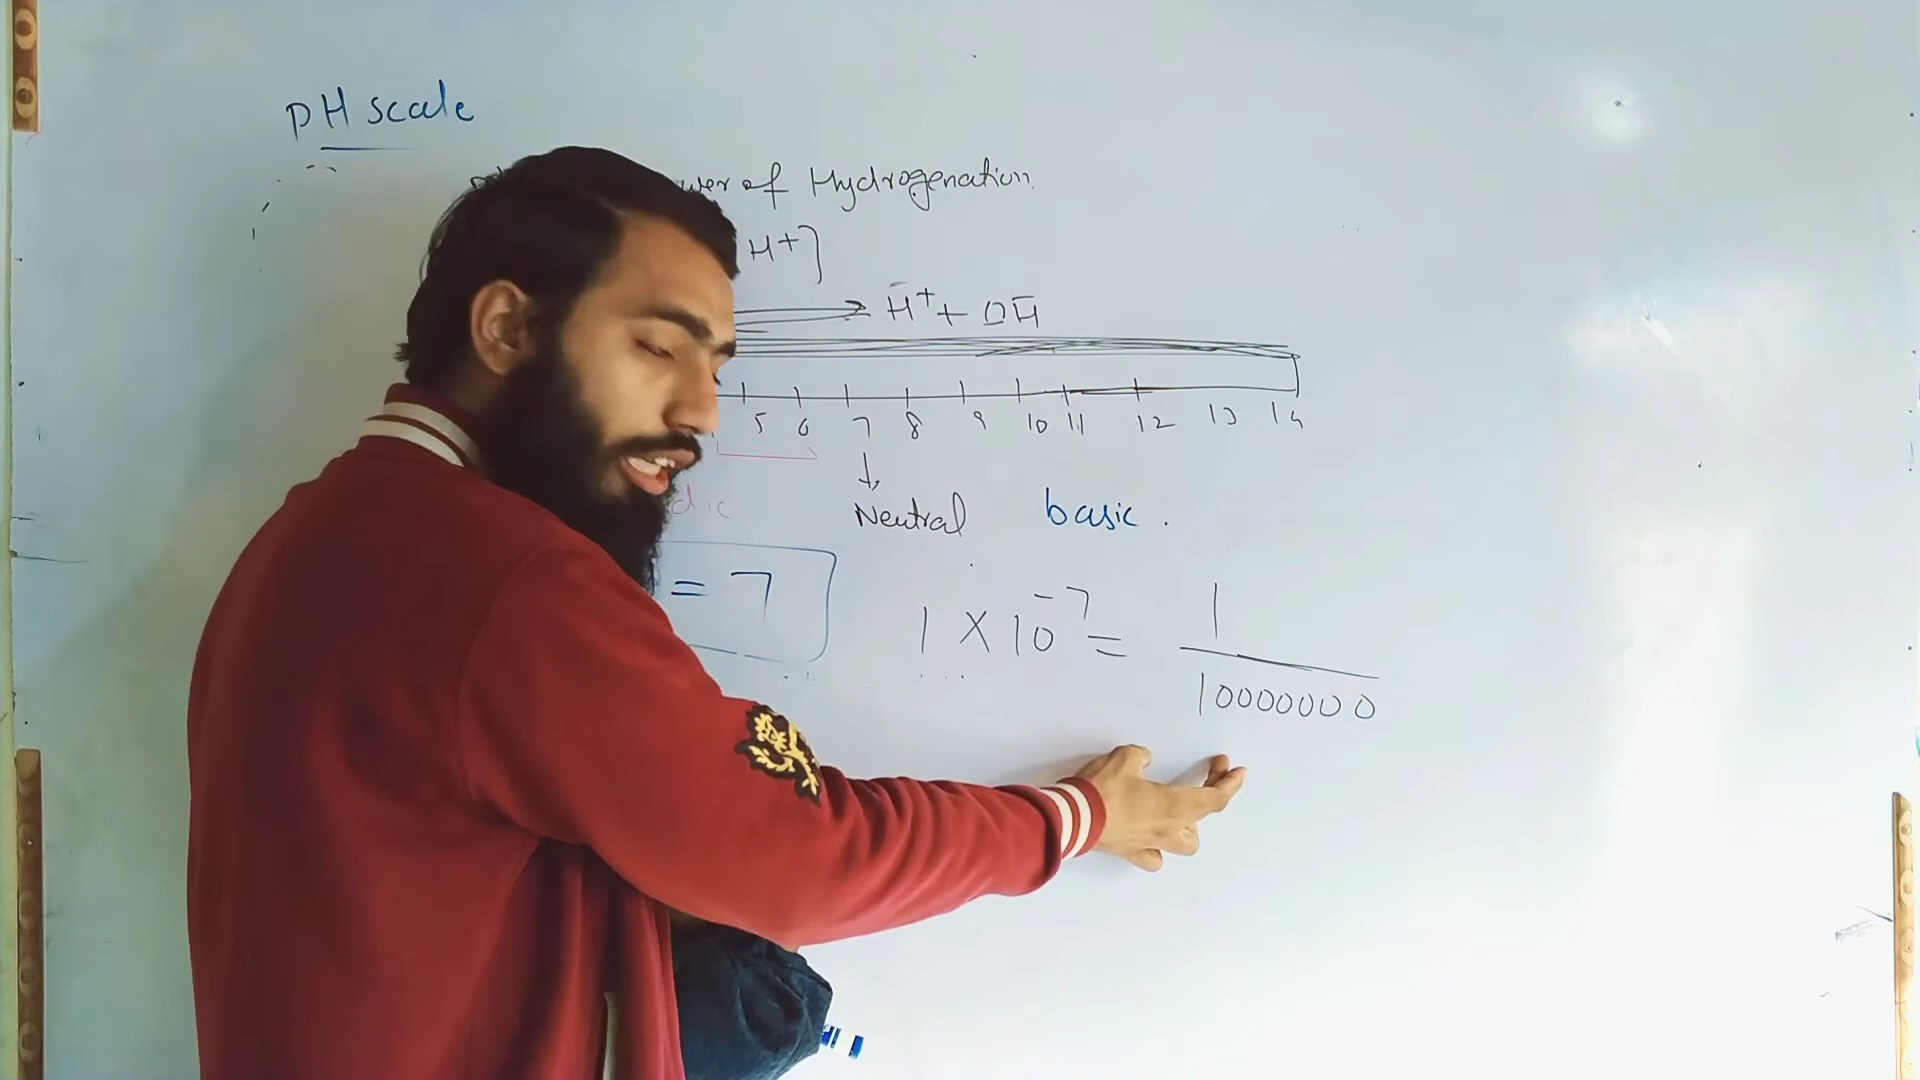 pH scale
of Hydrogenation
H+]
H+ + OH
5 6 7 8 9 10 11 12 13 14
Neutral basic .
= 7
1 X 10-7 = 1
10000000